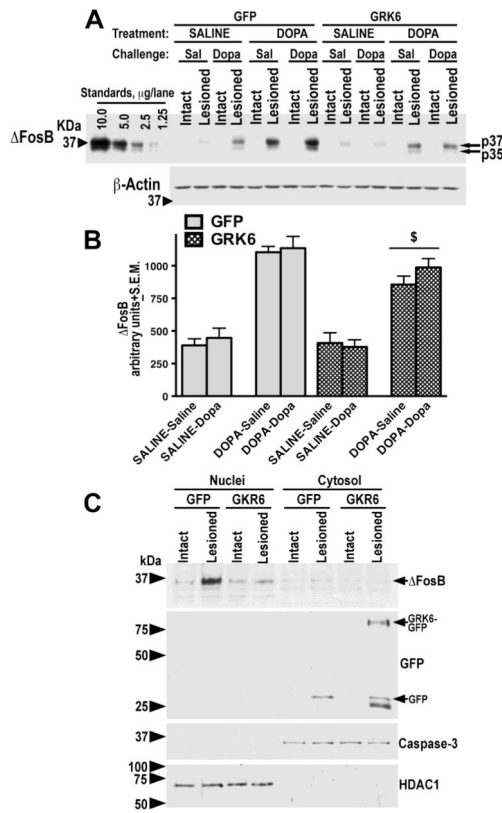 A
GFP GRK6
Treatment: SALINE DOPA SALINE DOPA
Challenge: Sal Dopa Sal Dopa Sal Dopa Sal Dopa
Intact Lesioned Intact Lesioned Intact Lesioned Intact Lesioned Intact Lesioned Intact Lesioned Intact Lesioned Intact Lesioned
Standards, μg/lane
10.0 5.0 2.5 1.25
KDa
ΔFosB 37 p37
p35
β-Actin
37
B
GFP
GRK6
$
ΔFosB
arbitrary units+S.E.M.
1000
750
500
250
0
SALINE-Saline SALINE-Dopa DOPA-Saline DOPA-Dopa SALINE-Saline SALINE-Dopa DOPA-Saline DOPA-Dopa
C
Nuclei Cytosol
GFP GKR6 GFP GKR6
Intact Lesioned Intact Lesioned Intact Lesioned Intact Lesioned
kDa
37 ΔFosB
GRK6-
GFP
75
50
GFP
25 GFP
37
Caspase-3
100
75
HDAC1
50